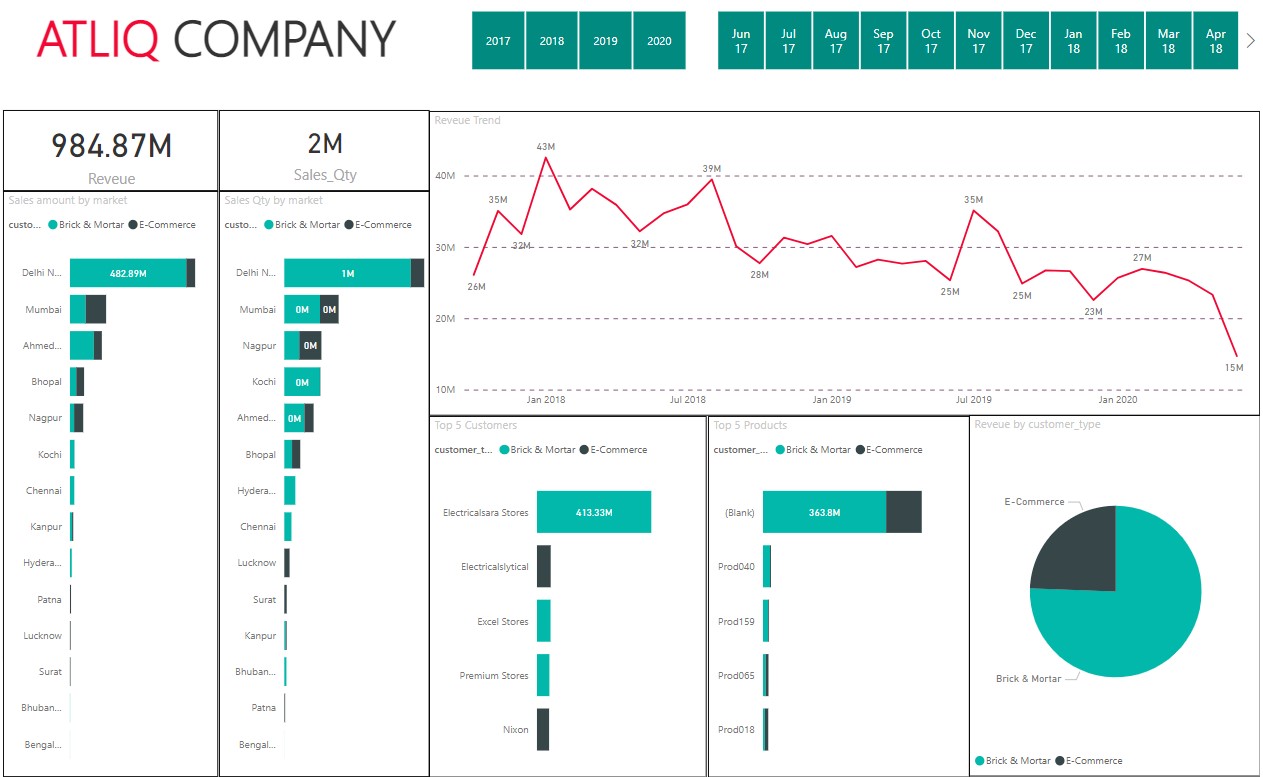 ATLIQ COMPANY
2017 2018 2019 2020
Jun 17 Jul 17 Aug 17 Sep 17 Oct 17 Nov 17 Dec 17 Jan 18 Feb 18 Mar 18 Apr 18
984.87M
Reveue
2M
Sales_Qty
Sales amount by market
custo... Brick & Mortar E-Commerce
Delhi N... 482.89M
Mumbai
Ahmed...
Bhopal
Nagpur
Kochi
Chennai
Kanpur
Hydera...
Patna
Lucknow
Surat
Bhuban...
Bengal...
Sales Qty by market
custo... Brick & Mortar E-Commerce
Delhi N... 1M
Mumbai 0M 0M
Nagpur 0M
Kochi 0M
Ahmed... 0M
Bhopal
Hydera...
Chennai
Lucknow
Surat
Kanpur
Bhuban...
Patna
Bengal...
Reveue Trend
43M
39M
40M
35M 35M
32M 32M
30M
28M 27M
26M 25M 25M
23M
20M
15M
10M
Jan 2018 Jul 2018 Jan 2019 Jul 2019 Jan 2020
Top 5 Customers
customer_t... Brick & Mortar E-Commerce
Electricalsara Stores 413.33M
Electricalslytical
Excel Stores
Premium Stores
Nixon
Top 5 Products
customer_... Brick & Mortar E-Commerce
(Blank) 363.8M
Prod040
Prod159
Prod065
Prod018
Reveue by customer_type
E-Commerce
Brick & Mortar
Brick & Mortar E-Commerce